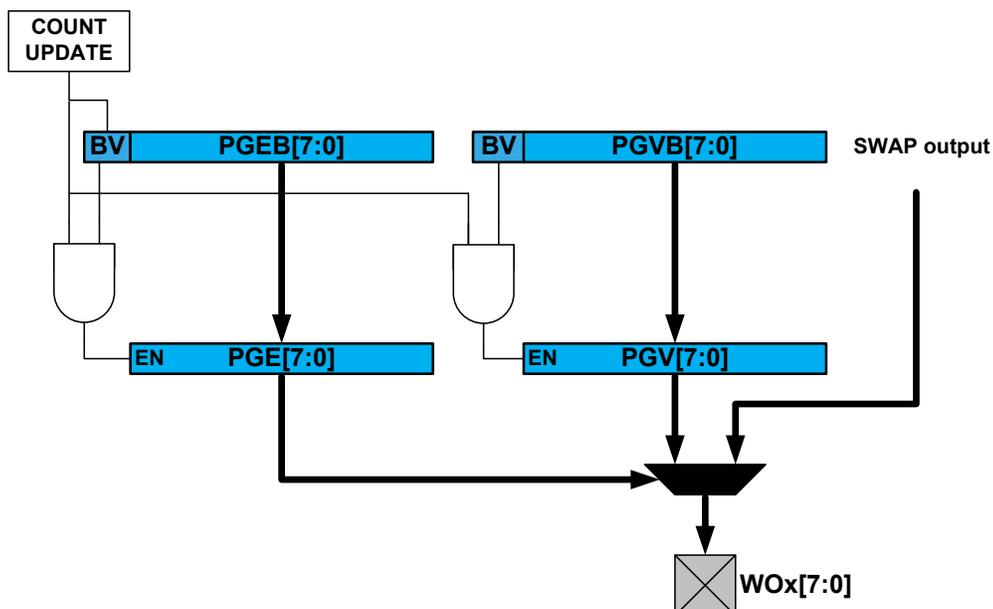 COUNT
UPDATE
BV PGEB[7:0] BV PGVB[7:0] SWAP output
EN PGE[7:0] EN PGV[7:0]
WOx[7:0]